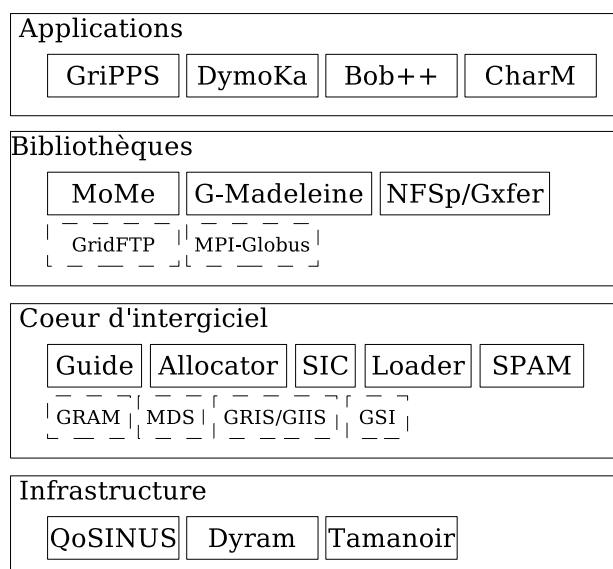 Applications
GriPPS DymoKa Bob++ CharM
Bibliothèques
MoMe G-Madeleine NFSp/Gxfer
GridFTP MPI-Globus
Coeur d'intergiciel
Guide Allocator SIC Loader SPAM
GRAM MDS GRIS/GIIS GSI
Infrastructure
QoSINUS Dyram Tamanoir